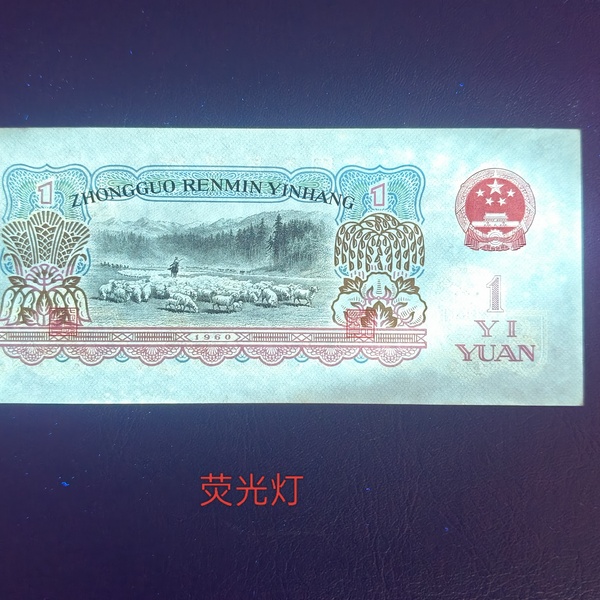 1
ZHONGGUO RENMIN YINHANG
1
1960
1
YI
YUAN
荧光灯